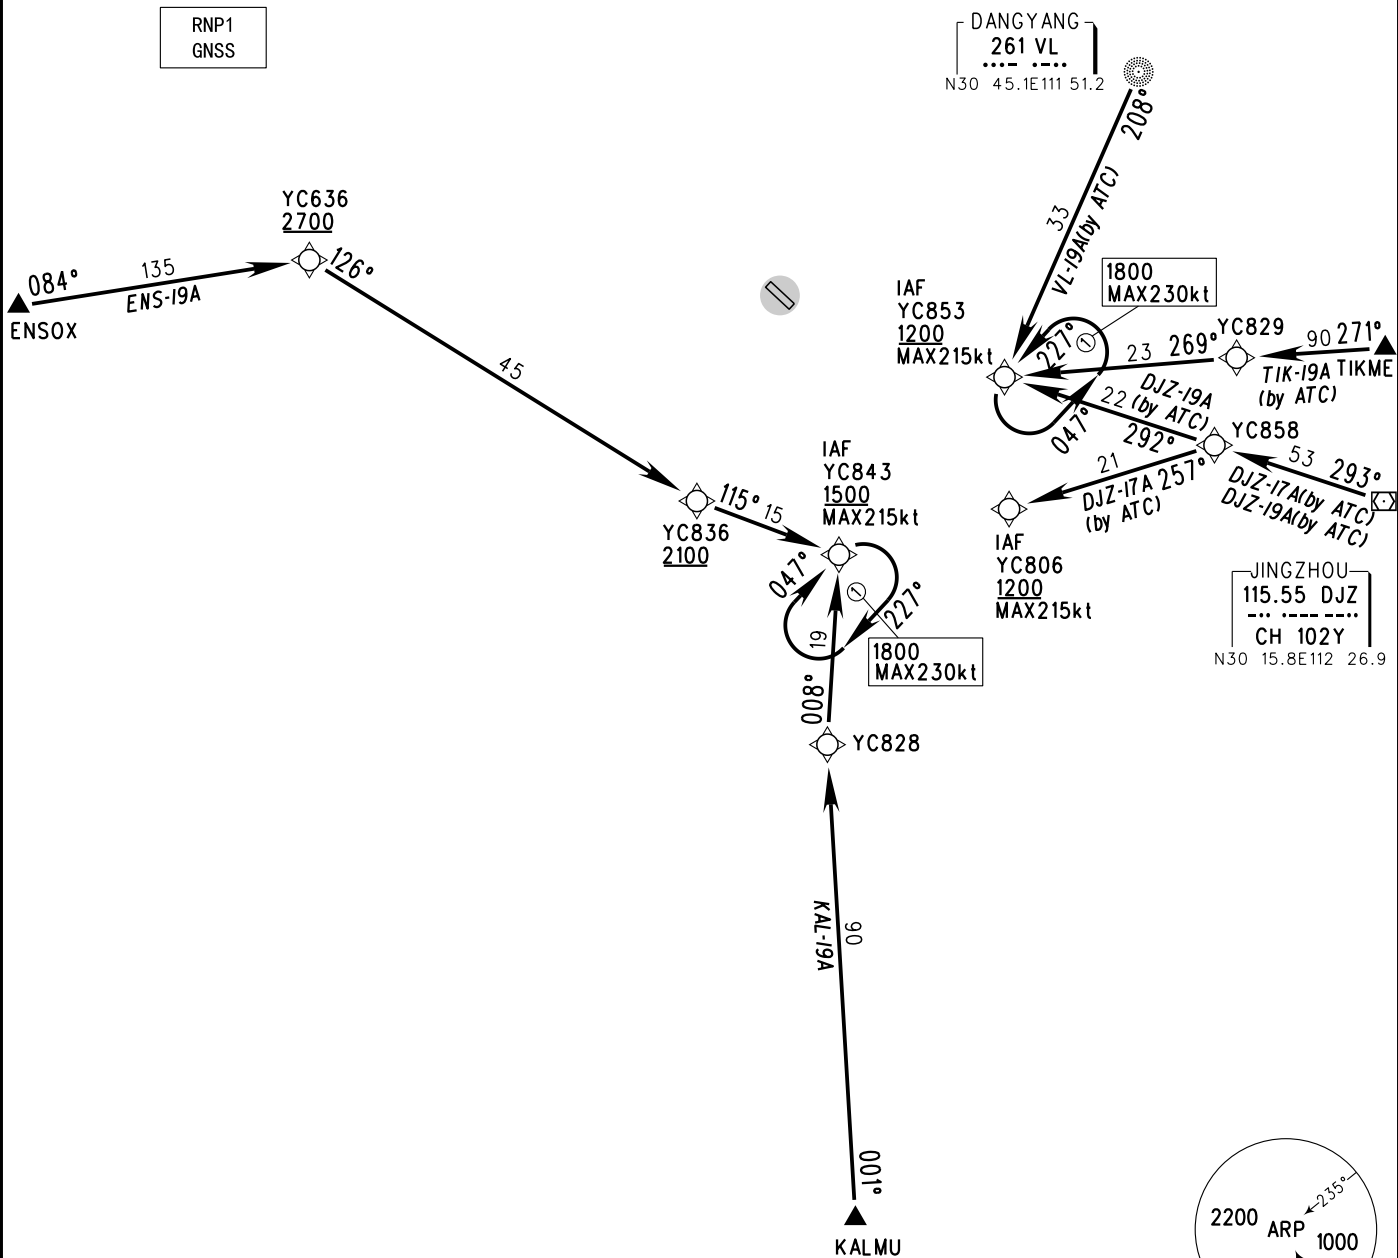 RNP1
GNSS
DANGYANG
261 VL
N30 45.1E111 51.2
208°
33
VL-19A(by ATC)
YC636
2700
084°
135
ENS-19A
ENSOX
126°
45
IAF
YC853
1200
MAX215kt
1800
MAX230kt
1
227°
047°
23
269°
YC829
90
271°
TIK-19A
(by ATC)
TIKME
22
DJZ-19A
(by ATC)
292°
YC858
53
293°
DJZ-17A(by ATC)
DJZ-19A(by ATC)
21
DJZ-17A
(by ATC)
257°
IAF
YC806
1200
MAX215kt
JINGZHOU
115.55 DJZ
CH 102Y
N30 15.8E112 26.9
IAF
YC843
1500
MAX215kt
115°
15
YC836
2100
047°
1
227°
1800
MAX230kt
19
008°
YC828
KAL-19A
90
001°
KALMU
235°
2200
ARP
1000